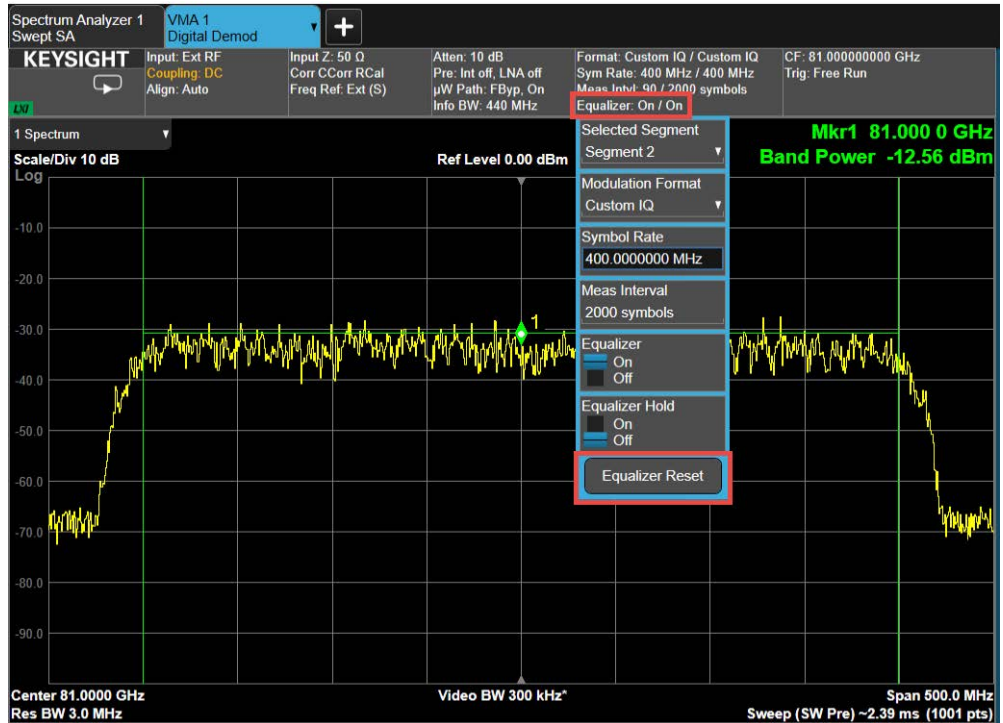 Spectrum Analyzer 1
Swept SA
VMA 1
Digital Demod
KEYSIGHT
LXI
Input: Ext RF
Coupling: DC
Align: Auto
Input Z: 50 Ω
Corr CCorr RCal
Freq Ref: Ext (S)
Atten: 10 dB
Pre: Int off, LNA off
µW Path: FByp, On
Info BW: 440 MHz
Format: Custom IQ / Custom IQ
Sym Rate: 400 MHz / 400 MHz
Meas Intvl: 90 / 2000 symbols
Equalizer: On / On
CF: 81.000000000 GHz
Trig: Free Run
1 Spectrum
Scale/Div 10 dB
Log
Ref Level 0.00 dBm
Mkr1 81.000 0 GHz
Band Power -12.56 dBm
Selected Segment
Segment 2
Modulation Format
Custom IQ
Symbol Rate
400.0000000 MHz
Meas Interval
2000 symbols
Equalizer
On
Off
Equalizer Hold
On
Off
Equalizer Reset
-10.0
-20.0
-30.0
-40.0
-50.0
-60.0
-70.0
-80.0
-90.0
1
Center 81.0000 GHz
Res BW 3.0 MHz
Video BW 300 kHz*
Span 500.0 MHz
Sweep (SW Pre) ~2.39 ms (1001 pts)